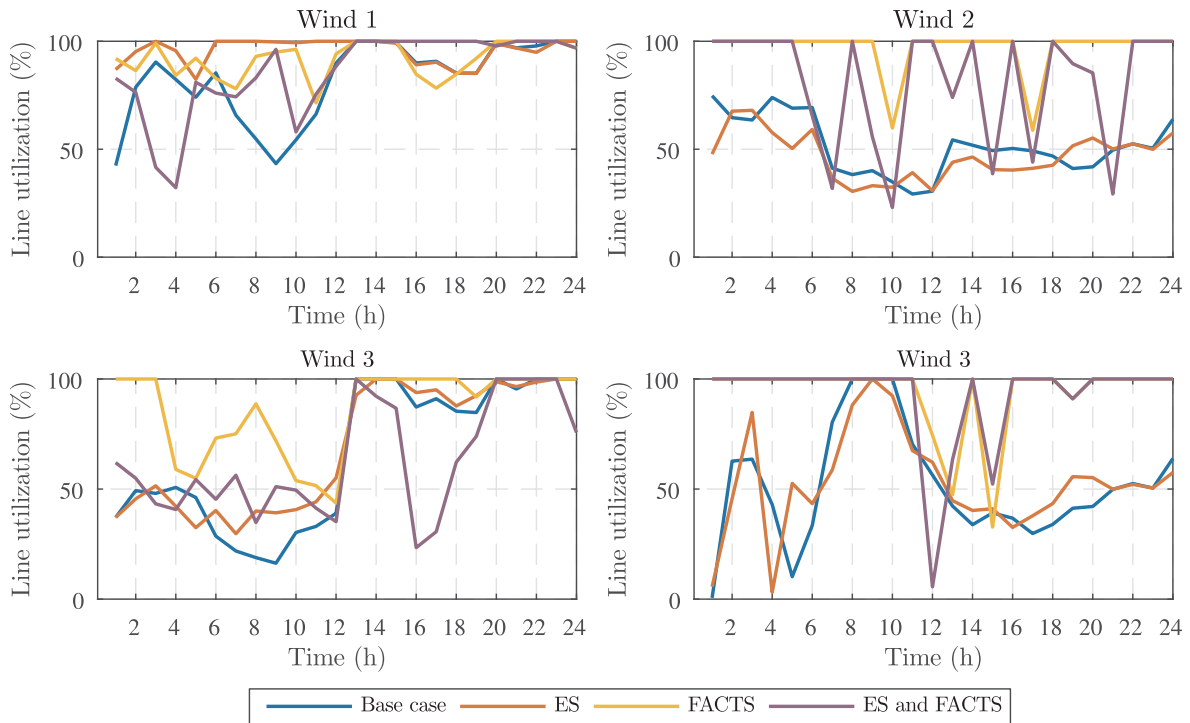 Wind 1
Line utilization (%)
100
50
0
2 4 6 8 10 12 14 16 18 20 22 24
Time (h)
Wind 2
Line utilization (%)
100
50
0
2 4 6 8 10 12 14 16 18 20 22 24
Time (h)
Wind 3
Line utilization (%)
100
50
0
2 4 6 8 10 12 14 16 18 20 22 24
Time (h)
Wind 3
Line utilization (%)
100
50
0
2 4 6 8 10 12 14 16 18 20 22 24
Time (h)
Base case ES FACTS ES and FACTS